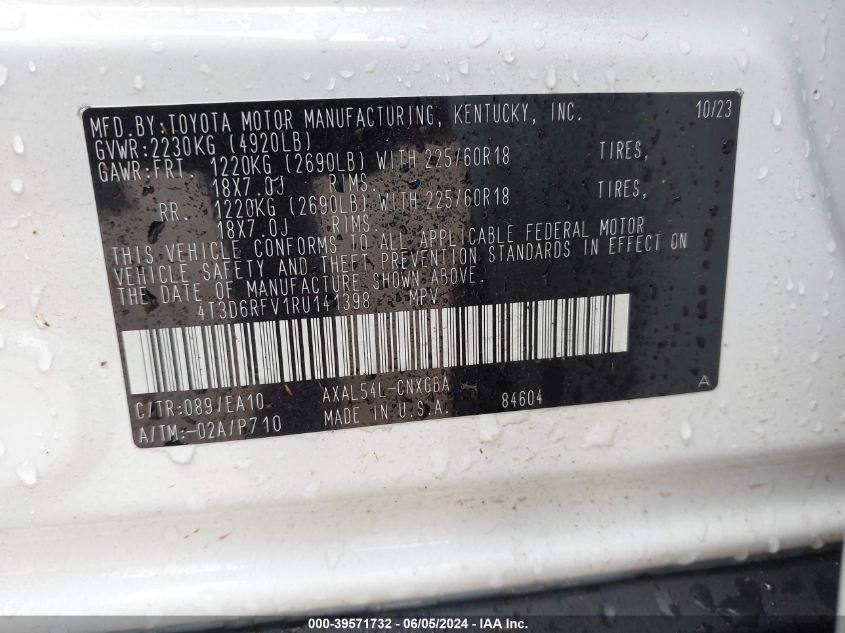 MFD.BY:TOYOTA MOTOR MANUFACTURING, KENTUCKY, INC. 10/23
GVWR:2230KG (4920LB)
GAWR:FRT. 1220KG (2690LB) WITH 225/60R18 TIRES,
18X7.0J RIMS.
RR. 1220KG (2690LB) WITH 225/60R18 TIRES,
18X7.0J RIMS.
THIS VEHICLE CONFORMS TO ALL APPLICABLE FEDERAL MOTOR
VEHICLE SAFETY AND THEFT PREVENTION STANDARDS IN EFFECT ON
THE DATE OF MANUFACTURE SHOWN ABOVE.
4T3D6RFV1RU141398 MPV
C/TR:089/EA10 AXAL54L-CNXGBA A
A/TM:-02A/P710 MADE IN U.S.A. 84604
000-39571732 - 06/05/2024 - IAAI.COM